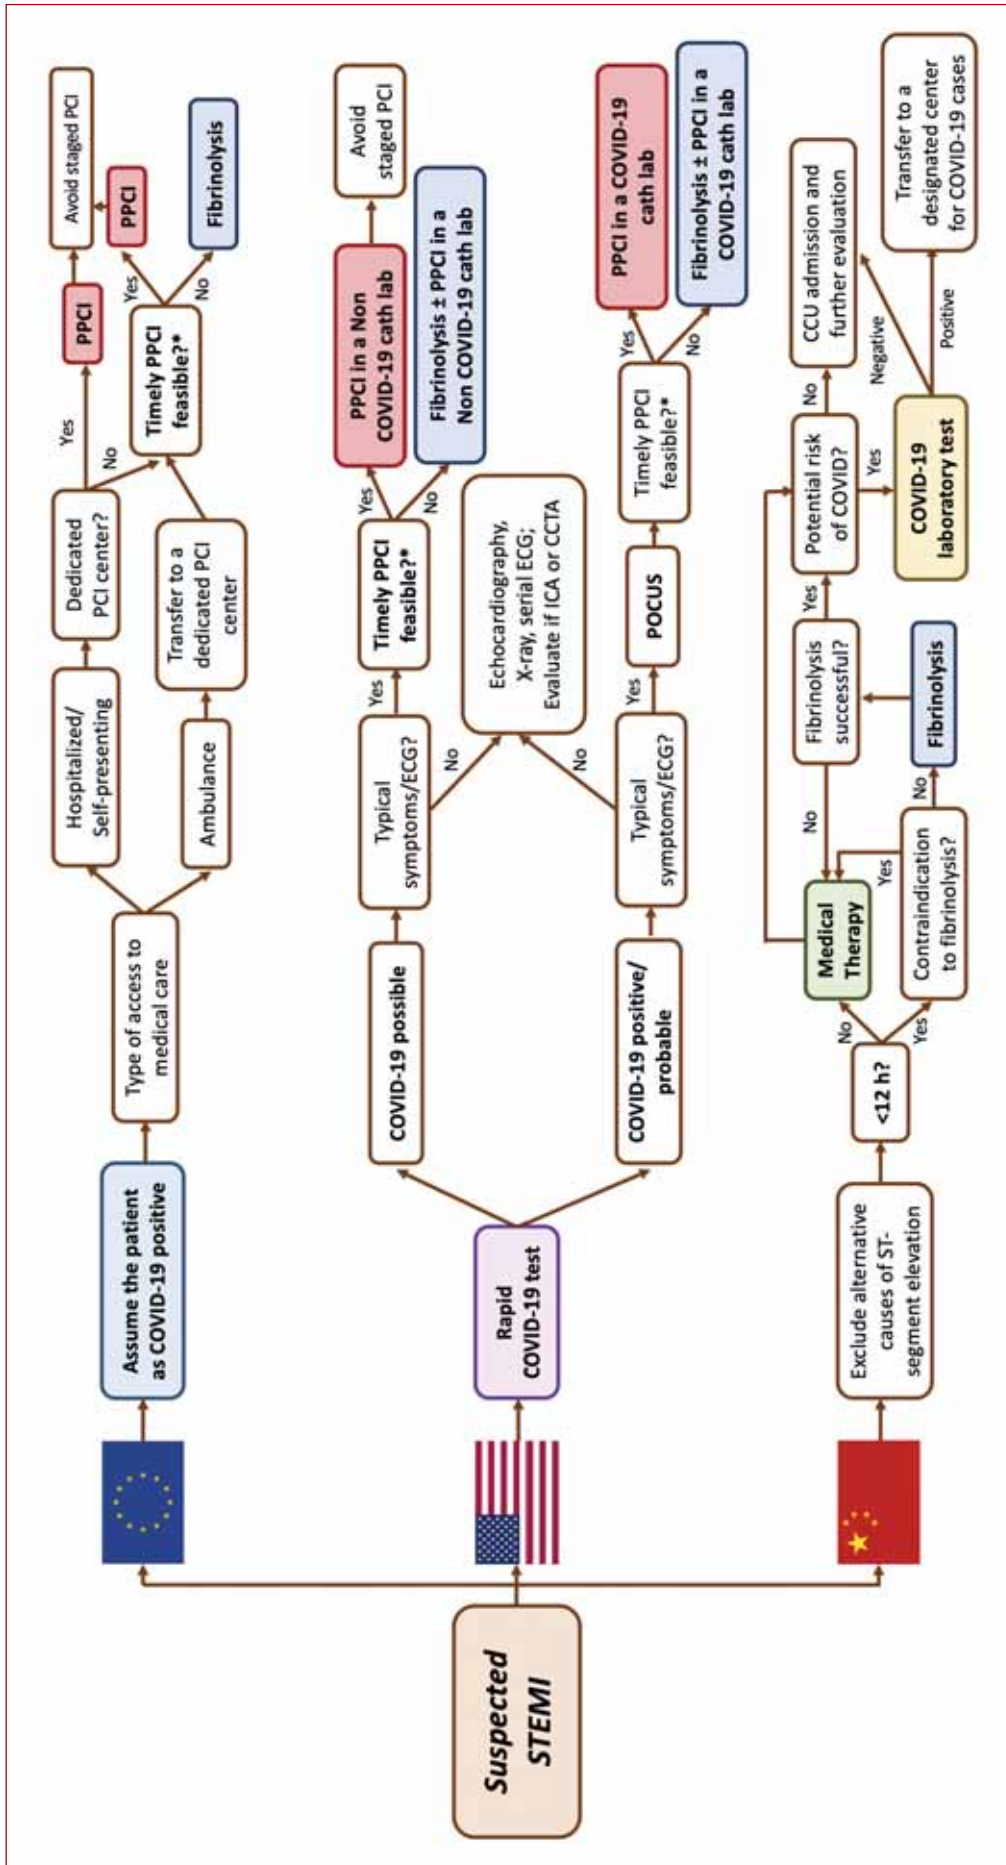 Suspected
STEMI
Assume the patient
as COVID-19 positive
Type of access to
medical care
Hospitalized/
Self-presenting
Dedicated
PCI center?
Yes
PPCI
Avoid staged PCI
No
Ambulance
Transfer to a
dedicated PCI
center
Timely PPCI
feasible?*
Yes
PPCI
No
Fibrinolysis
Rapid
COVID-19 test
COVID-19 possible
Typical
symptoms/ECG?
Yes
Timely PPCI
feasible?*
Yes
PPCI in a Non
COVID-19 cath lab
Avoid
staged PCI
No
Fibrinolysis ± PPCI in a
Non COVID-19 cath lab
No
Echocardiography,
X-ray, serial ECG;
Evaluate if ICA or CCTA
No
COVID-19 positive/
probable
Typical
symptoms/ECG?
Yes
POCUS
Timely PPCI
feasible?*
Yes
PPCI in a COVID-19
cath lab
No
Fibrinolysis ± PPCI in a
COVID-19 cath lab
Exclude alternative
causes of ST-
segment elevation
<12 h?
No
Medical
Therapy
Yes
Contraindication
to fibrinolysis?
Yes
No
Fibrinolysis
Fibrinolysis
successful?
No
Yes
Potential risk
of COVID?
No
CCU admission and
further evaluation
Yes
COVID-19
laboratory test
Negative
Positive
Transfer to a
designated center
for COVID-19 cases